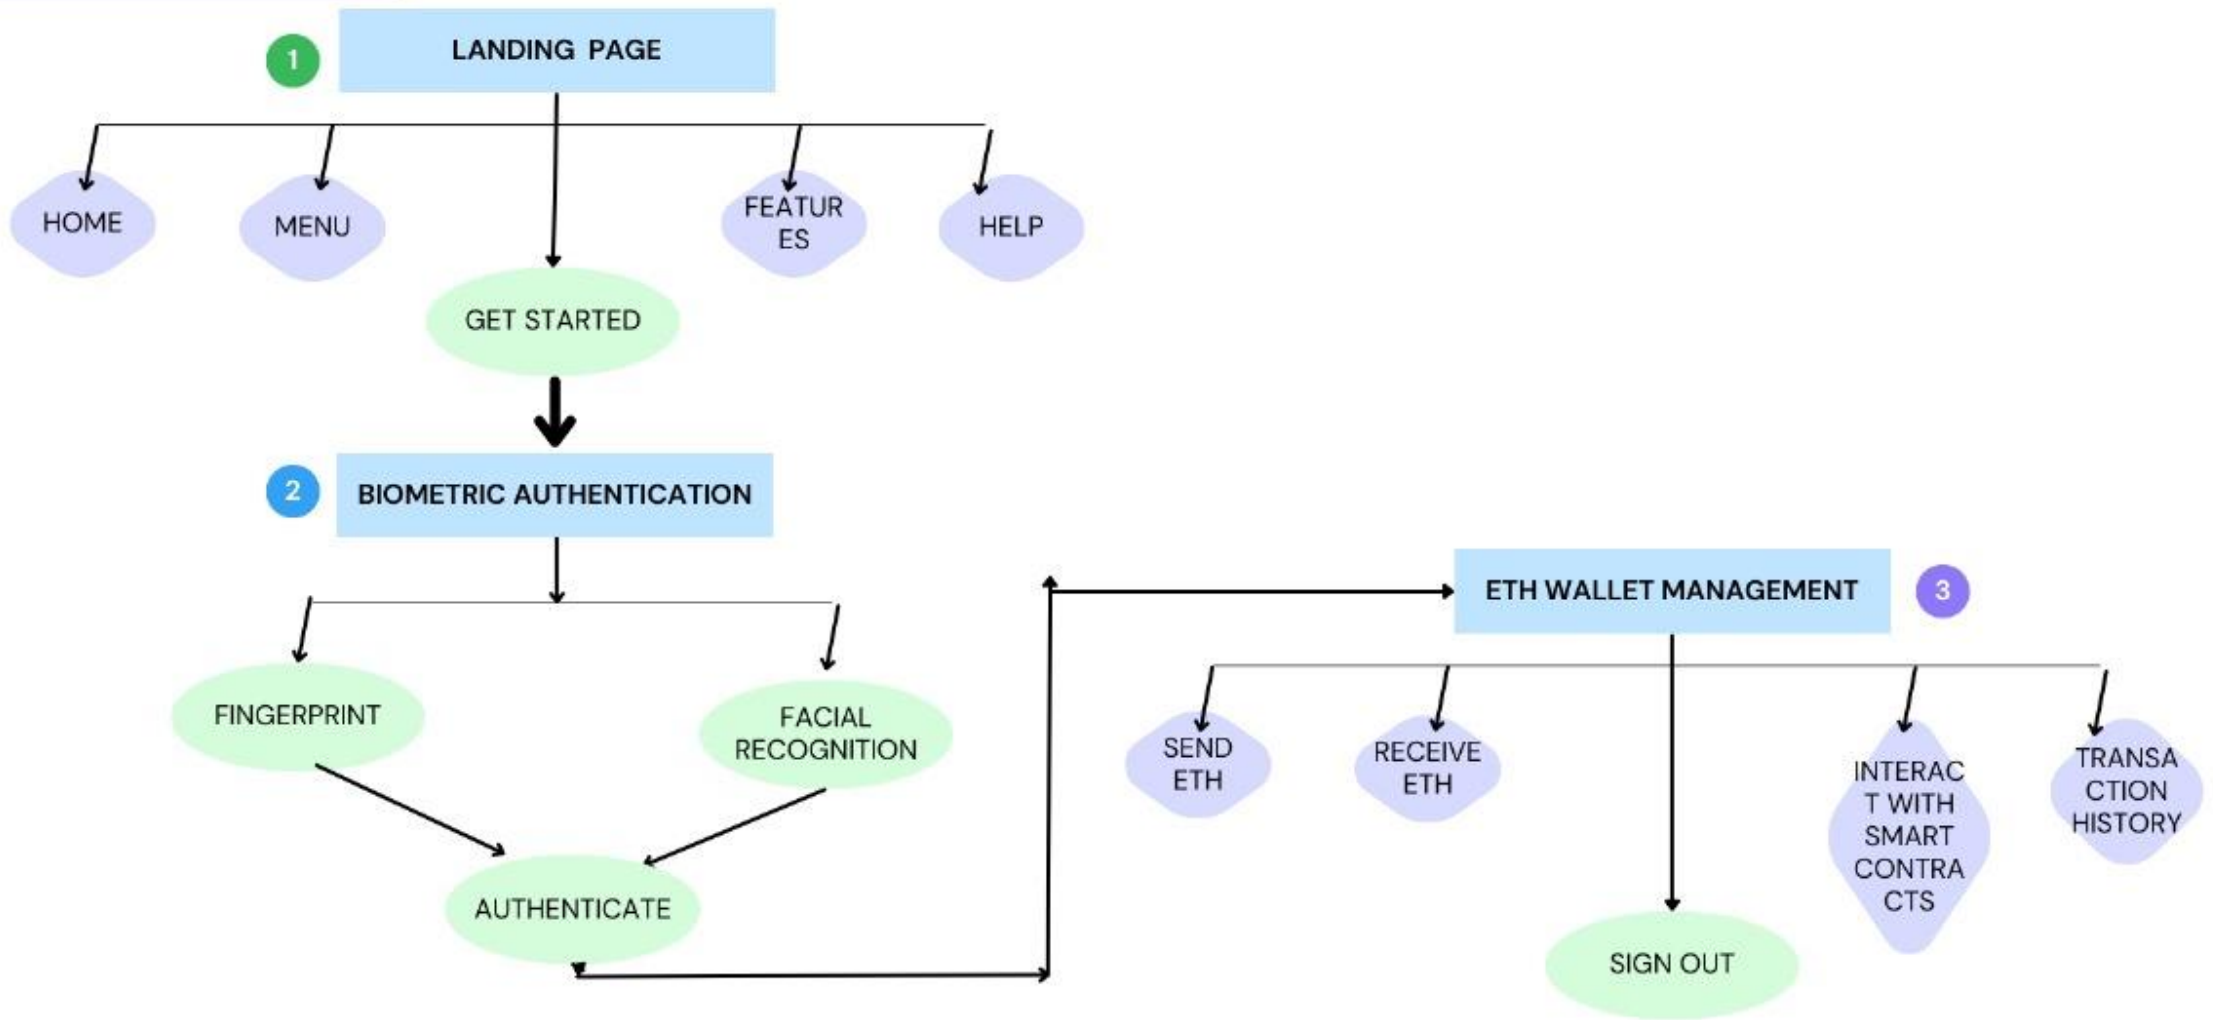 1
LANDING PAGE
HOME
MENU
FEATUR
ES
HELP
GET STARTED
2
BIOMETRIC AUTHENTICATION
FINGERPRINT
FACIAL
RECOGNITION
AUTHENTICATE
ETH WALLET MANAGEMENT
3
SEND
ETH
RECEIVE
ETH
INTERAC
T WITH
SMART
CONTRA
CTS
TRANSA
CTION
HISTORY
SIGN OUT